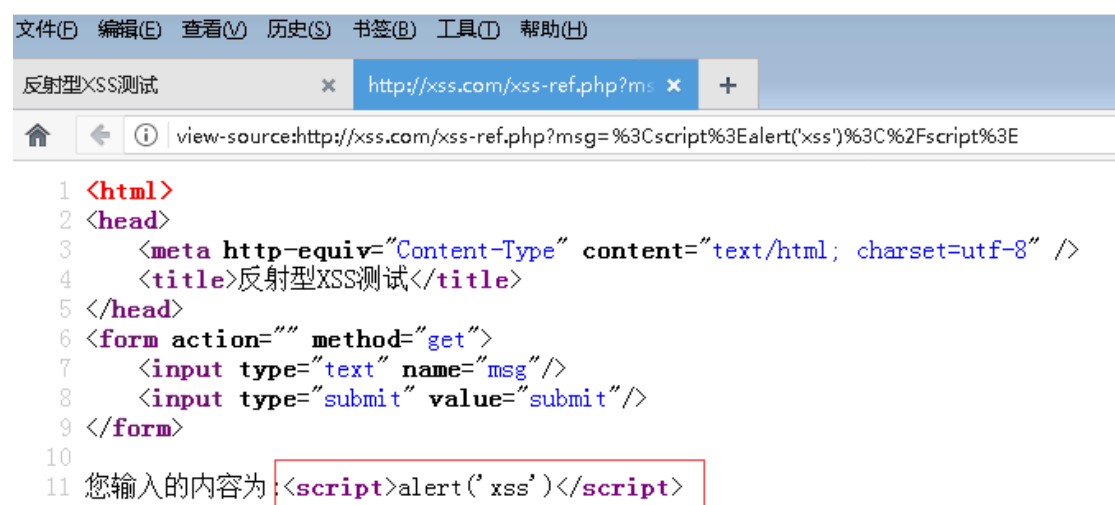 文件(F) 编辑(E) 查看(V) 历史(S) 书签(B) 工具(T) 帮助(H)
反射型XSS测试 × http://xss.com/xss-ref.php?ms × +
view-source:http://xss.com/xss-ref.php?msg=%3Cscript%3Ealert('xss')%3C%2Fscript%3E
1 <html>
2 <head>
3 <meta http-equiv="Content-Type" content="text/html; charset=utf-8" />
4 <title>反射型XSS测试</title>
5 </head>
6 <form action="" method="get">
7 <input type="text" name="msg"/>
8 <input type="submit" value="submit"/>
9 </form>
10
11 您输入的内容为:<script>alert('xss')</script>